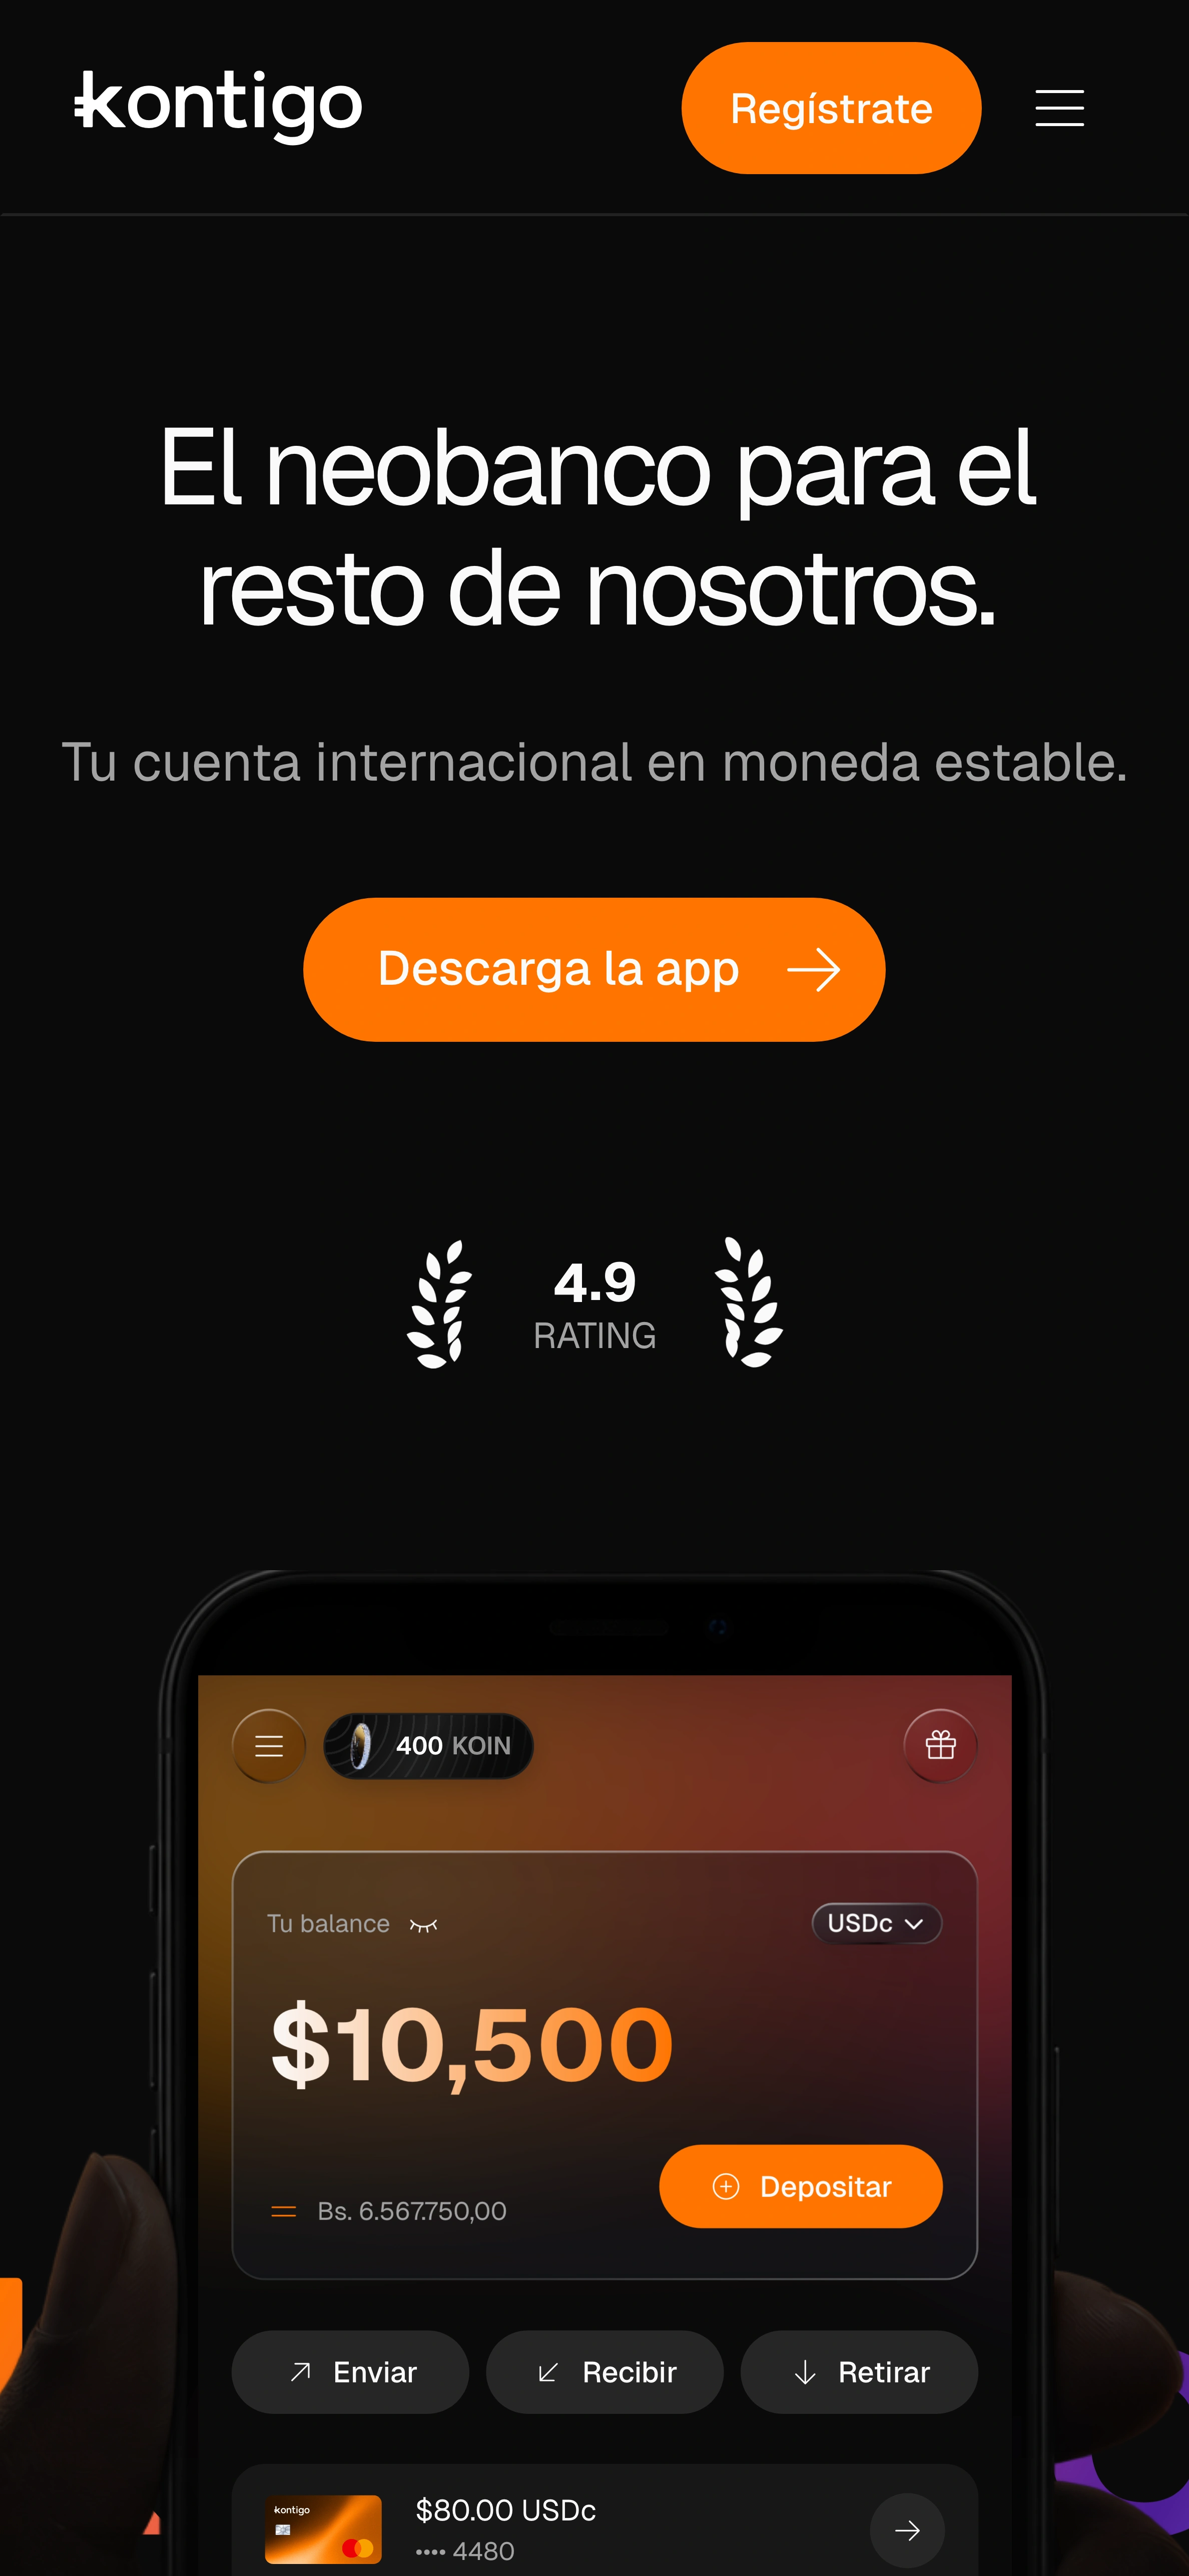 kontigo
Regístrate
El neobanco para el
resto de nosotros.
Tu cuenta internacional en moneda estable.
Descarga la app
4.9
RATING
400 KOIN
Tu balance
USDc
$10,500
= Bs. 6.567.750,00
Depositar
Enviar
Recibir
Retirar
kontigo
$80.00 USDc
•••• 4480